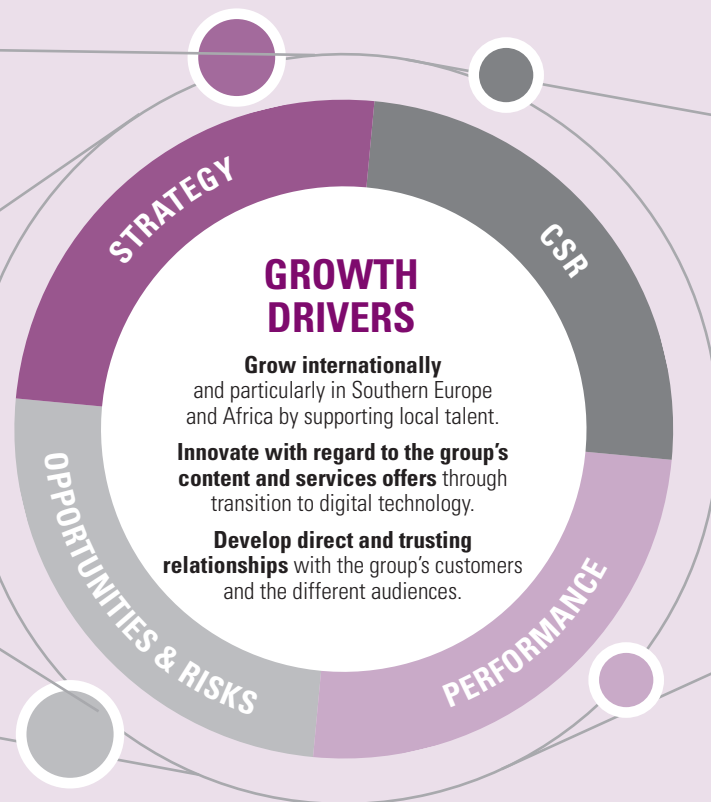 STRATEGY
CSR
GROWTH
DRIVERS
Grow internationally
and particularly in Southern Europe
and Africa by supporting local talent.
Innovate with regard to the group's
content and services offers through
transition to digital technology.
Develop direct and trusting
relationships with the group's customers
and the different audiences.
OPPORTUNITIES & RISKS
PERFORMANCE